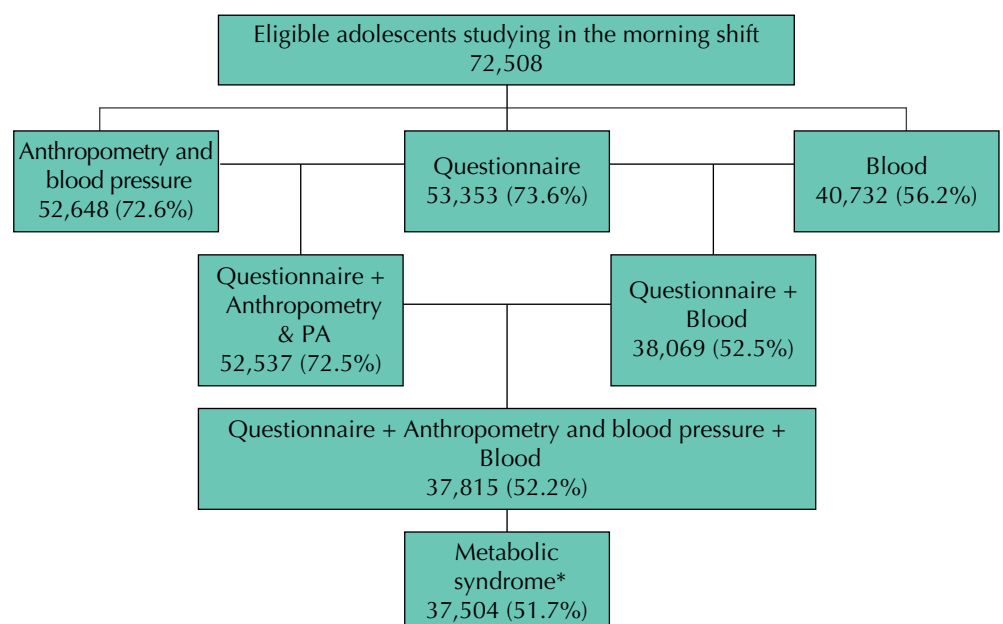 Eligible adolescents studying in the morning shift
72,508
Anthropometry and
blood pressure
52,648 (72.6%)
Questionnaire
53,353 (73.6%)
Blood
40,732 (56.2%)
Questionnaire +
Anthropometry
& PA
52,537 (72.5%)
Questionnaire +
Blood
38,069 (52.5%)
Questionnaire + Anthropometry and blood pressure +
Blood
37,815 (52.2%)
Metabolic
syndrome*
37,504 (51.7%)